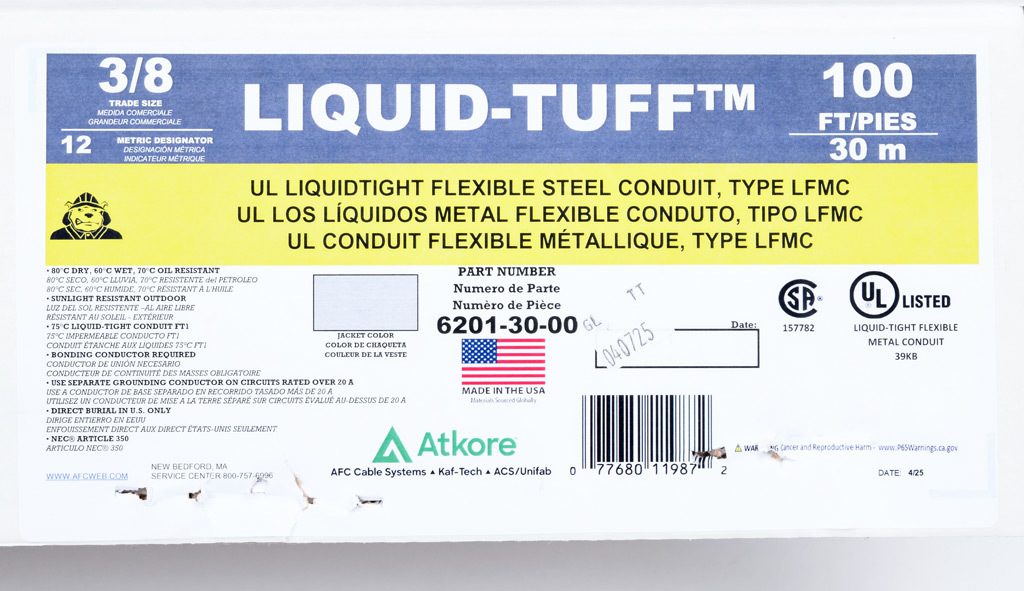 3/8
TRADE SIZE
MEDIDA COMERCIALE
GRANDEUR COMMERCIALE
12
METRIC DESIGNATOR
DESIGNACIÓN MÉTRICA
INDICATEUR MÉTRIQUE
LIQUID-TUFF™
100
FT/PIES
30 m
UL LIQUIDTIGHT FLEXIBLE STEEL CONDUIT, TYPE LFMC
UL LOS LÍQUIDOS METAL FLEXIBLE CONDUTO, TIPO LFMC
UL CONDUIT FLEXIBLE MÉTALLIQUE, TYPE LFMC
• 80°C DRY, 60°C WET, 70°C OIL RESISTANT
80°C SECO, 60°C LLUVIA, 70°C RESISTENTE del PETROLEO
80°C SEC, 60°C HUMIDE, 70°C RÉSISTANT À L'HUILE
• SUNLIGHT RESISTANT OUTDOOR
LUZ DEL SOL RESISTENTE -AL AIRE LIBRE
RÉSISTANT AU SOLEIL - EXTÉRIEUR
• 75°C LIQUID-TIGHT CONDUIT FT1
75°C IMPERMEABLE CONDUCTO FT1
CONDUIT ÉTANCHE AUX LIQUIDES 75°C FT1
• BONDING CONDUCTOR REQUIRED
CONDUCTOR DE UNIÓN NECESARIO
CONDUCTEUR DE CONTINUITÉ DES MASSES OBLIGATOIRE
• USE SEPARATE GROUNDING CONDUCTOR ON CIRCUITS RATED OVER 20 A
USE A CONDUCTOR DE BASE SEPARADO EN RECORRIDO TASADO MÁS DE 20 A
UTILISEZ UN CONDUCTEUR DE MISE A LA TERRE SÉPARÉ SUR CIRCUITS ÉVALUÉ AU-DESSUS DE 20 A
• DIRECT BURIAL IN U.S. ONLY
DIRIGE ENTIERRO EN EEUU
ENFOUISSEMENT DIRECT AUX DIRECT ÉTATS-UNIS SEULEMENT
• NEC® ARTICLE 350
ARTICULO NEC® 350
WWW.AFCWEB.COM
NEW BEDFORD, MA
SERVICE CENTER 800-757-6996
JACKET COLOR
COLOR DE CHAQUETA
COULEUR DE LA VESTE
PART NUMBER
Numero de Parte
Numèro de Pièce
6201-30-00
MADE IN THE USA
Materials Sourced Globally
Atkore
AFC Cable Systems ▴ Kaf-Tech ▴ ACS/Unifab
TT
GL
040725
Date:
0 77680 11987 2
SA
157782
UL LISTED
LIQUID-TIGHT FLEXIBLE
METAL CONDUIT
39KB
Cancer and Reproductive Harm - www.P65Warnings.ca.gov
DATE: 4/25